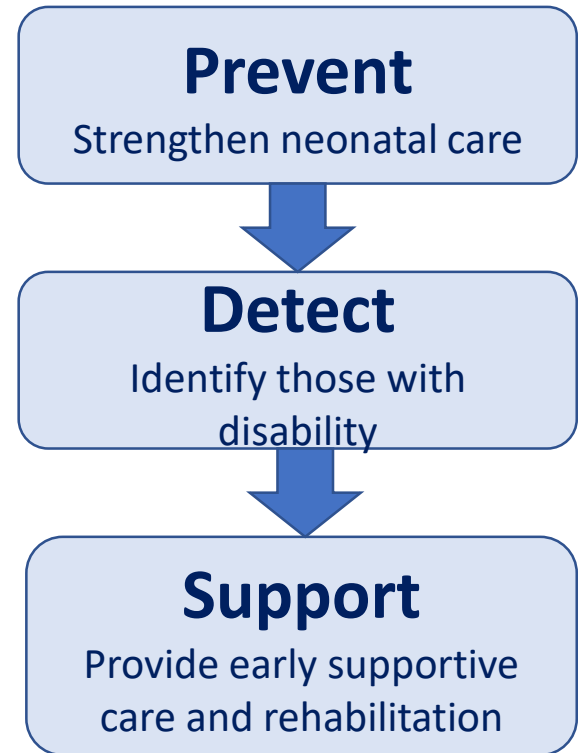 Prevent
Strengthen neonatal care
Detect
Identify those with
disability
Support
Provide early supportive
care and rehabilitation